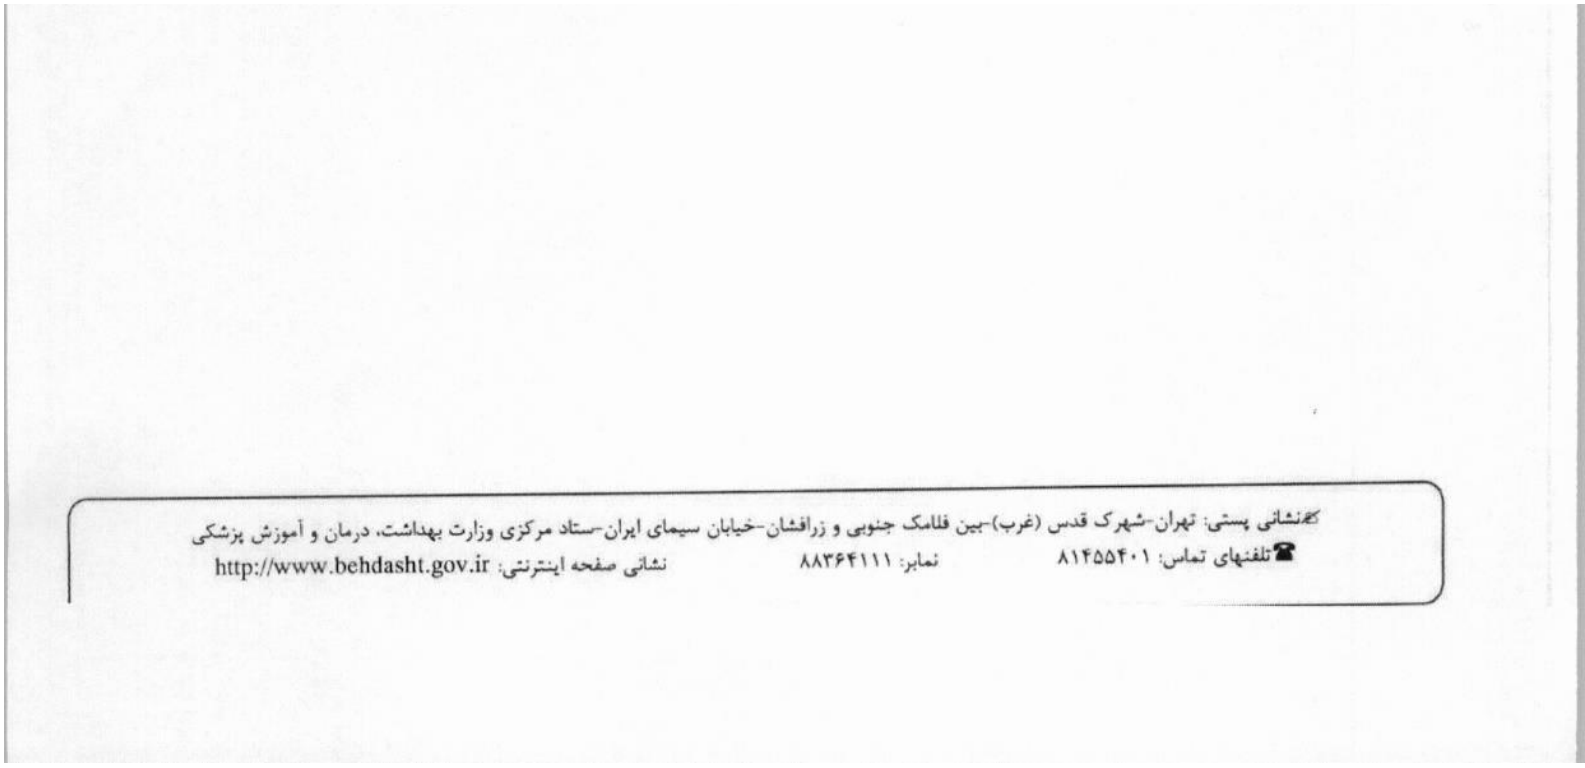 ✍نشانی پستی: تهران-شهرک قدس (غرب)-بین فلامک جنوبی و زرافشان-خیابان سیمای ایران-ستاد مرکزی وزارت بهداشت، درمان و آموزش پزشکی
☎تلفنهای تماس: ۸۱۴۵۵۴۰۱ نمابر: ۸۸۳۶۴۱۱۱ نشانی صفحه اینترنتی: http://www.behdasht.gov.ir